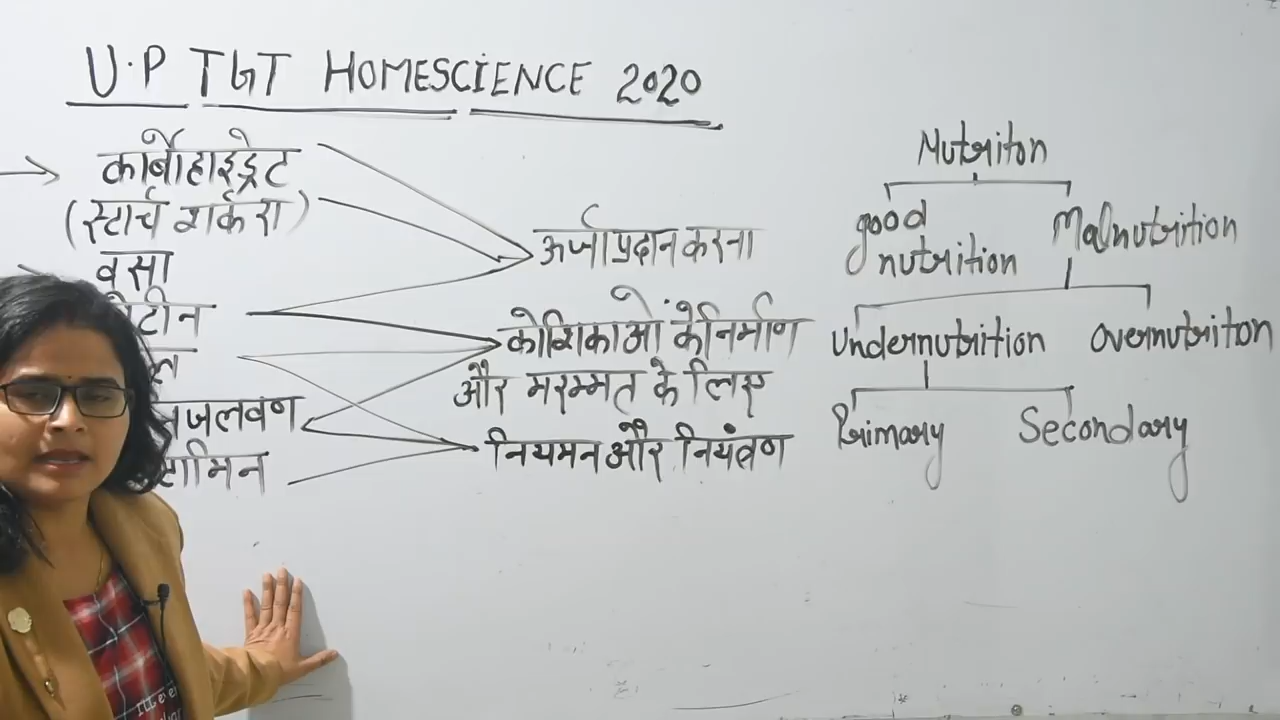 U.P TGT HOMESCIENCE 2020
कार्बोहाइड्रेट
(स्टार्च शर्करा)
वसा
ऊर्जा प्रदान करना
कोशिकाओं के निर्माण
और मरम्मत के लिए
नियमन और नियंत्रण
Nutriton
good
nutrition
Malnutrition
Undernutrition
Overnutriton
Primary
Secondary